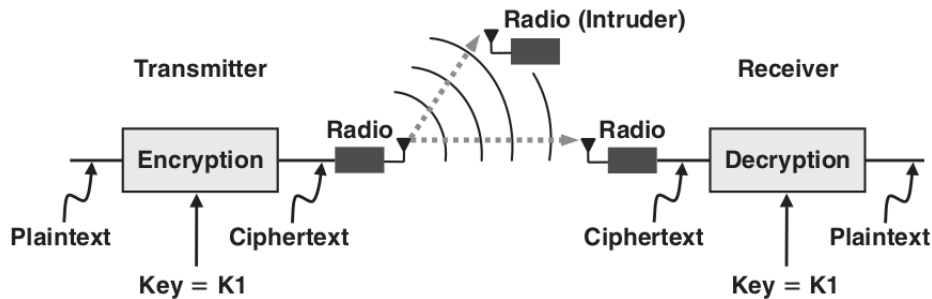 Radio (Intruder)
Transmitter
Receiver
Radio
Radio
Encryption
Decryption
Plaintext
Ciphertext
Ciphertext
Plaintext
Key = K1
Key = K1